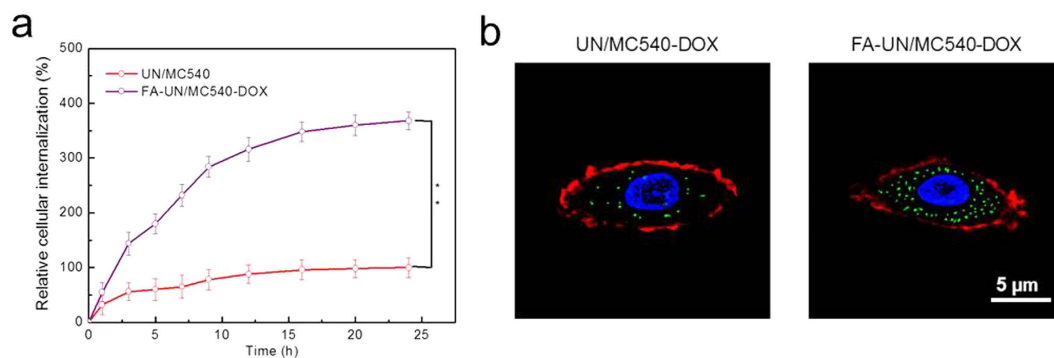 a
500
400
300
200
100
0
Relative cellular internalization (%)
UN/MC540
FA-UN/MC540-DOX
* *
0 5 10 15 20 25
Time (h)
b
UN/MC540-DOX
FA-UN/MC540-DOX
5 μm